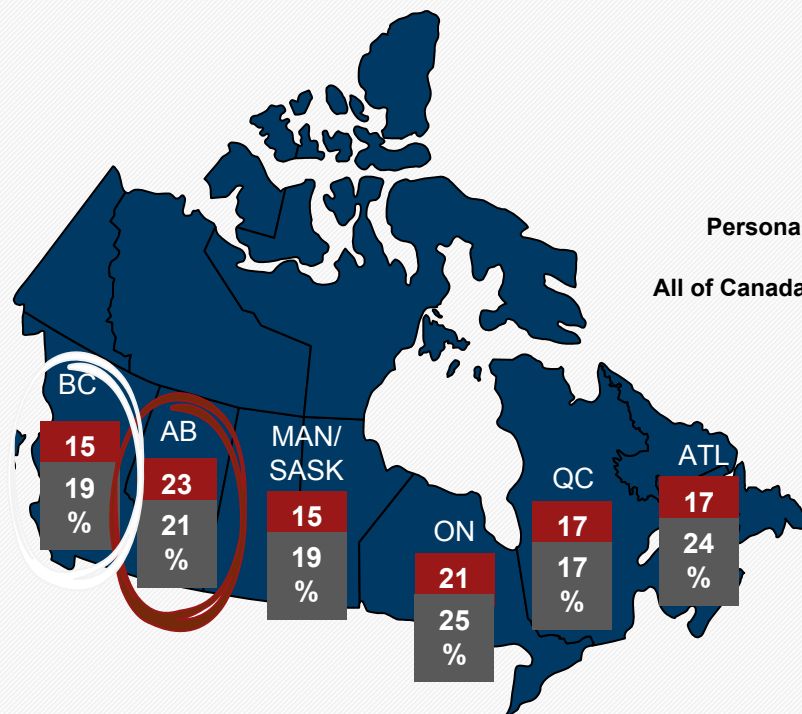 Persona
All of Canada
BC
15
19
%
AB
23
21
%
MAN/
SASK
15
19
%
ON
21
25
%
QC
17
17
%
ATL
17
24
%